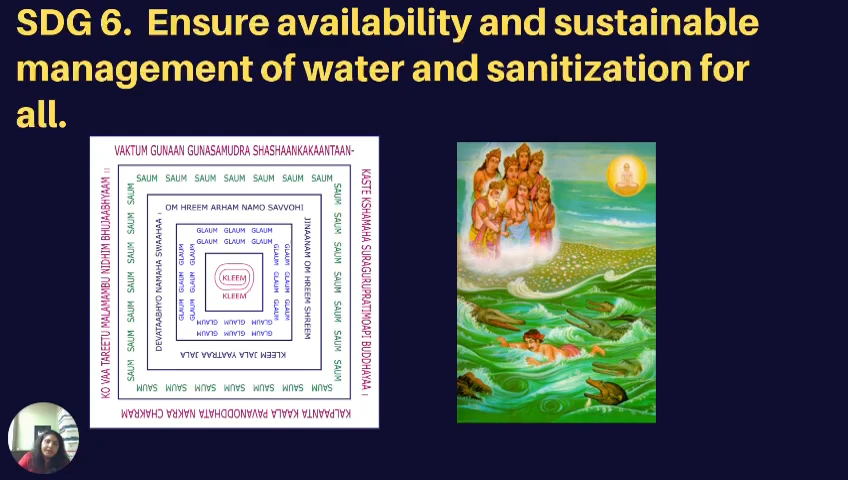 SDG 6. Ensure availability and sustainable
management of water and sanitization for
all.
VAKTUM GUNAAN GUNASAMUDRA SHASHAANKAKAANTAAN-
KASTE KSHAMAHA SURAGURUPRATIMOAPI BUDDHAYAA |
KALPAANTA KAALA PAVANODDHATA NAKRA CHAKRAM
KO VAA TAREETU MALAMAMBU NIDHIM BHUJAABHYAAM ||
SAUM SAUM SAUM SAUM SAUM SAUM SAUM
SAUM SAUM SAUM SAUM SAUM SAUM SAUM
SAUM SAUM SAUM SAUM SAUM SAUM SAUM
SAUM SAUM SAUM SAUM SAUM SAUM SAUM
OM HREEM ARHAM NAMO SAVVOHI
JINAANAM OM HREEM SHREEM
KLEEM JALA YAATRAA JALA
DEVATAABHYO NAMAHA SWAAHAA |
GLAUM GLAUM GLAUM
GLAUM GLAUM GLAUM
GLAUM GLAUM GLAUM
GLAUM GLAUM GLAUM
GLAUM GLAUM GLAUM
GLAUM GLAUM GLAUM
GLAUM GLAUM GLAUM
GLAUM GLAUM GLAUM
KLEEM
KLEEM